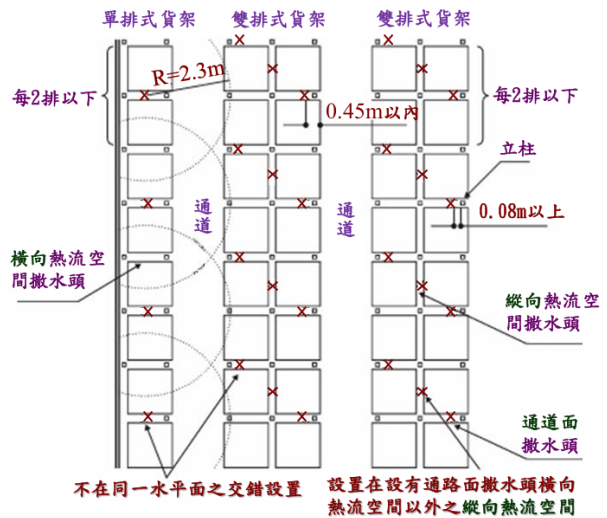 單排式貨架
雙排式貨架
雙排式貨架
R=2.3m
每2排以下
0.45m以內
每2排以下
立柱
通道
通道
0.08m以上
橫向熱流空
間撒水頭
縱向熱流空
間撒水頭
通道面
撒水頭
不在同一水平面之交錯設置
設置在設有通路面撒水頭橫向
熱流空間以外之縱向熱流空間